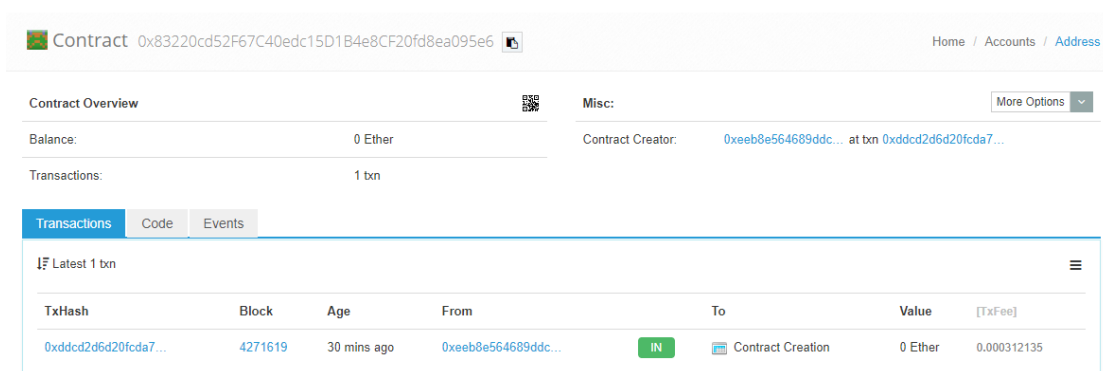 Contract 0x83220cd52F67C40edc15D1B4e8CF20fd8ea095e6
Home / Accounts / Address
Contract Overview
Balance: 0 Ether
Transactions: 1 txn
Misc: More Options
Contract Creator: 0xeeb8e564689ddc... at txn 0xddcd2d6d20fcda7...
Transactions Code Events
Latest 1 txn
TxHash Block Age From To Value [TxFee]
0xddcd2d6d20fcda7... 4271619 30 mins ago 0xeeb8e564689ddc... IN Contract Creation 0 Ether 0.000312135